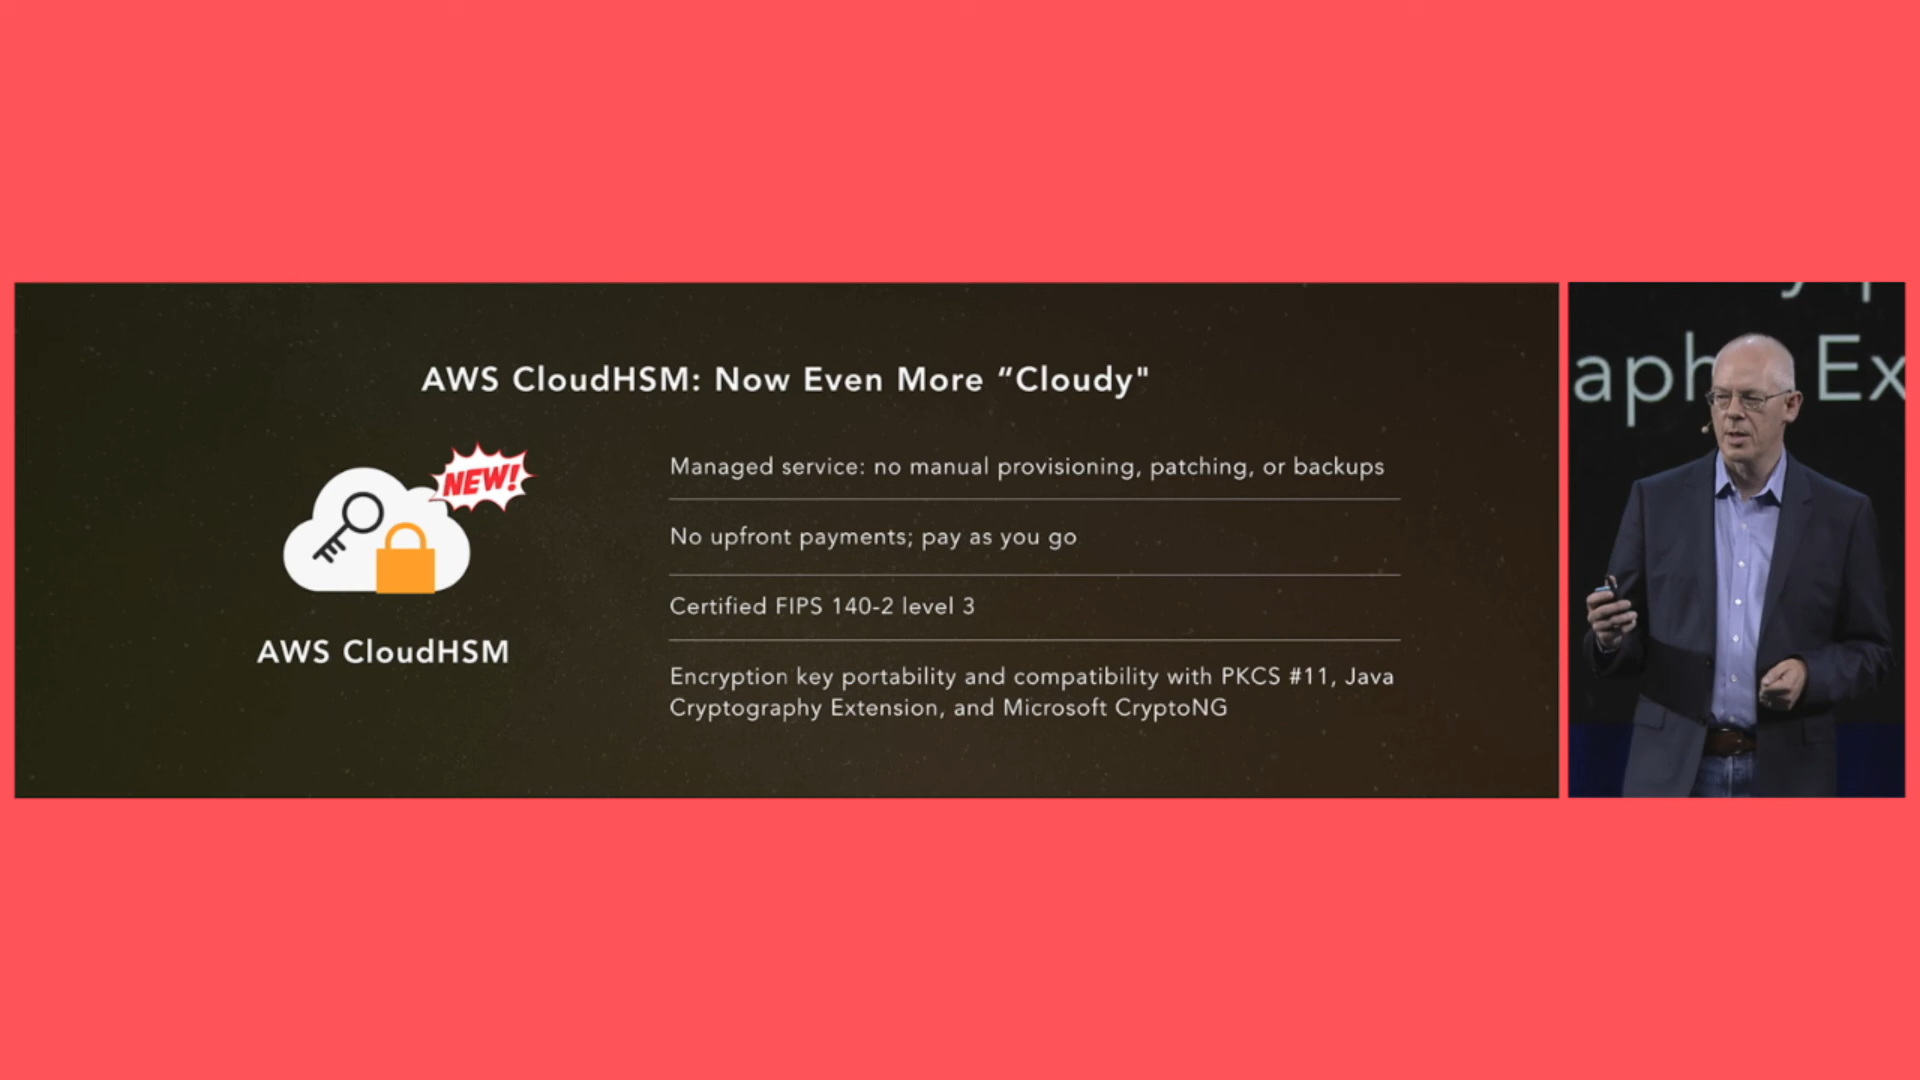 AWS CloudHSM: Now Even More “Cloudy"
NEW!
AWS CloudHSM
Managed service: no manual provisioning, patching, or backups
No upfront payments; pay as you go
Certified FIPS 140-2 level 3
Encryption key portability and compatibility with PKCS #11, Java
Cryptography Extension, and Microsoft CryptoNG
aph Ex